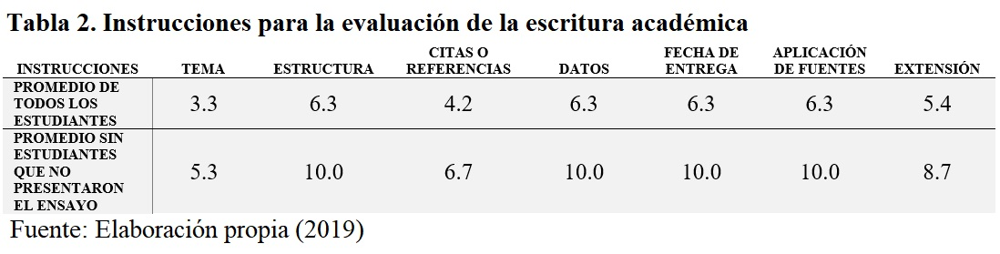 Tabla 2. Instrucciones para la evaluación de la escritura académica
INSTRUCCIONES TEMA ESTRUCTURA CITAS O REFERENCIAS DATOS FECHA DE ENTREGA APLICACIÓN DE FUENTES EXTENSIÓN
PROMEDIO DE
TODOS LOS
ESTUDIANTES
3.3 6.3 4.2 6.3 6.3 6.3 5.4
PROMEDIO SIN
ESTUDIANTES
QUE NO
PRESENTARON
EL ENSAYO
5.3 10.0 6.7 10.0 10.0 10.0 8.7
Fuente: Elaboración propia (2019)